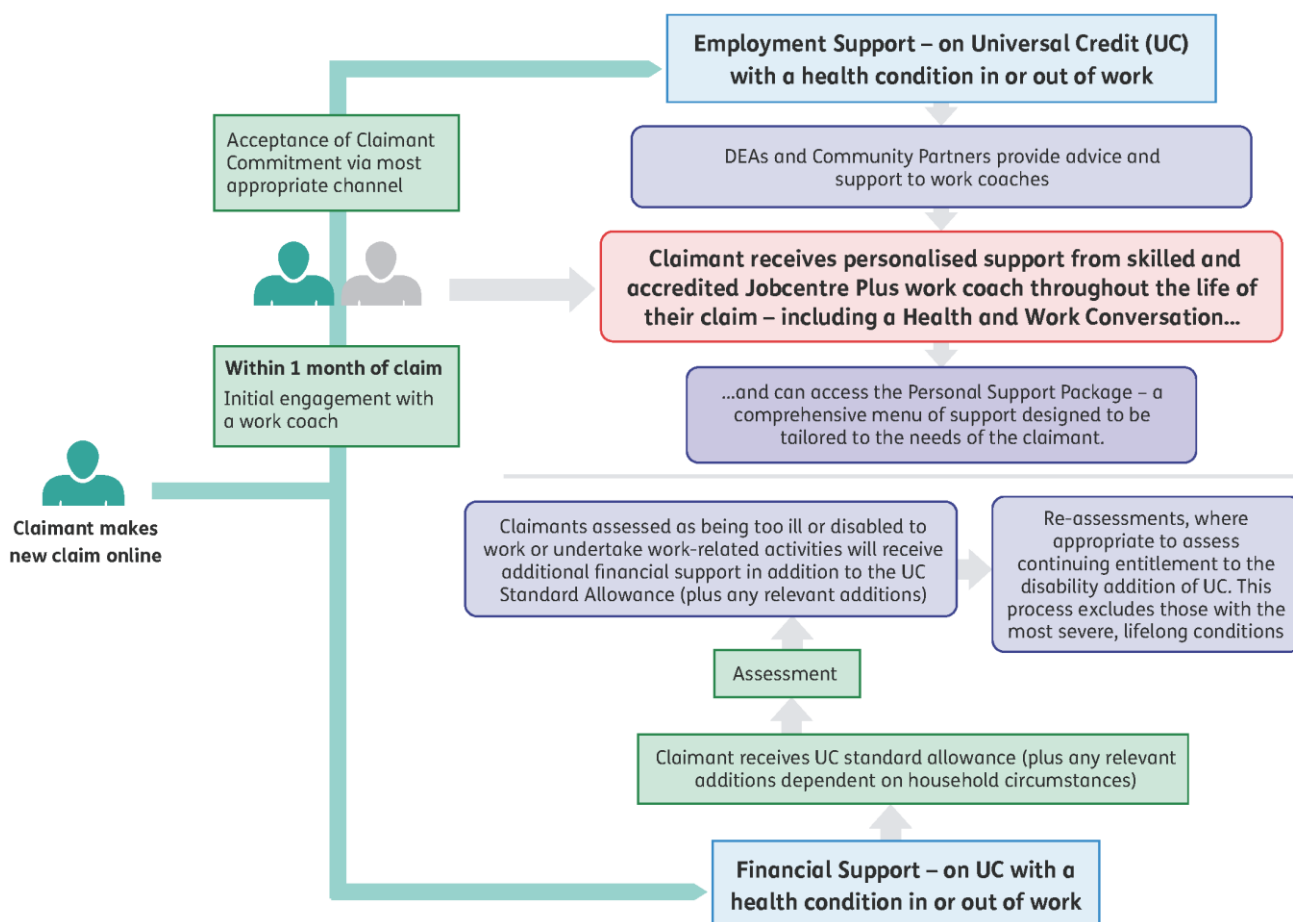 Employment Support – on Universal Credit (UC)
with a health condition in or out of work
Acceptance of Claimant
Commitment via most
appropriate channel
DEAs and Community Partners provide advice and
support to work coaches
Claimant receives personalised support from skilled and
accredited Jobcentre Plus work coach throughout the life of
their claim – including a Health and Work Conversation...
Within 1 month of claim
Initial engagement with
a work coach
...and can access the Personal Support Package – a
comprehensive menu of support designed to be
tailored to the needs of the claimant.
Claimant makes
new claim online
Claimants assessed as being too ill or disabled to
work or undertake work-related activities will receive
additional financial support in addition to the UC
Standard Allowance (plus any relevant additions)
Re-assessments, where
appropriate to assess
continuing entitlement to the
disability addition of UC. This
process excludes those with the
most severe, lifelong conditions
Assessment
Claimant receives UC standard allowance (plus any relevant
additions dependent on household circumstances)
Financial Support – on UC with a
health condition in or out of work